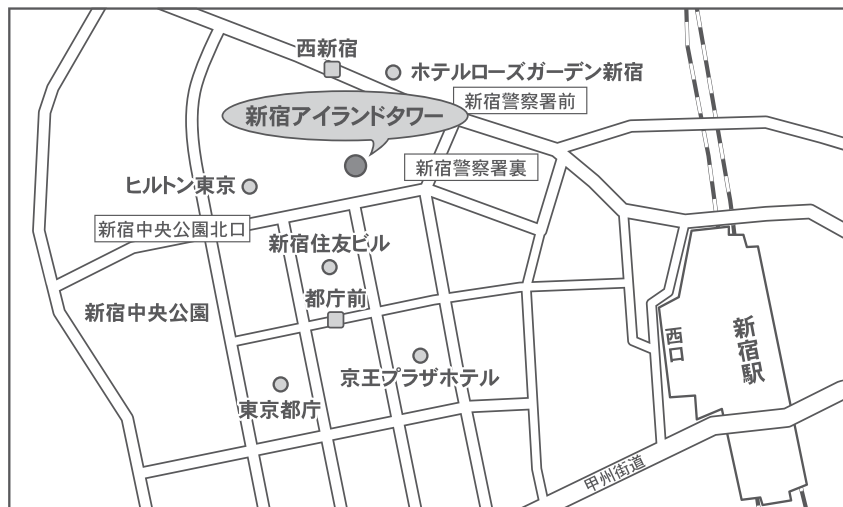 西新宿
ホテルローズガーデン新宿
新宿警察署前
新宿アイランドタワー
新宿警察署裏
ヒルトン東京
新宿中央公園北口
新宿住友ビル
都庁前
新宿中央公園
西口
新宿駅
京王プラザホテル
東京都庁
甲州街道